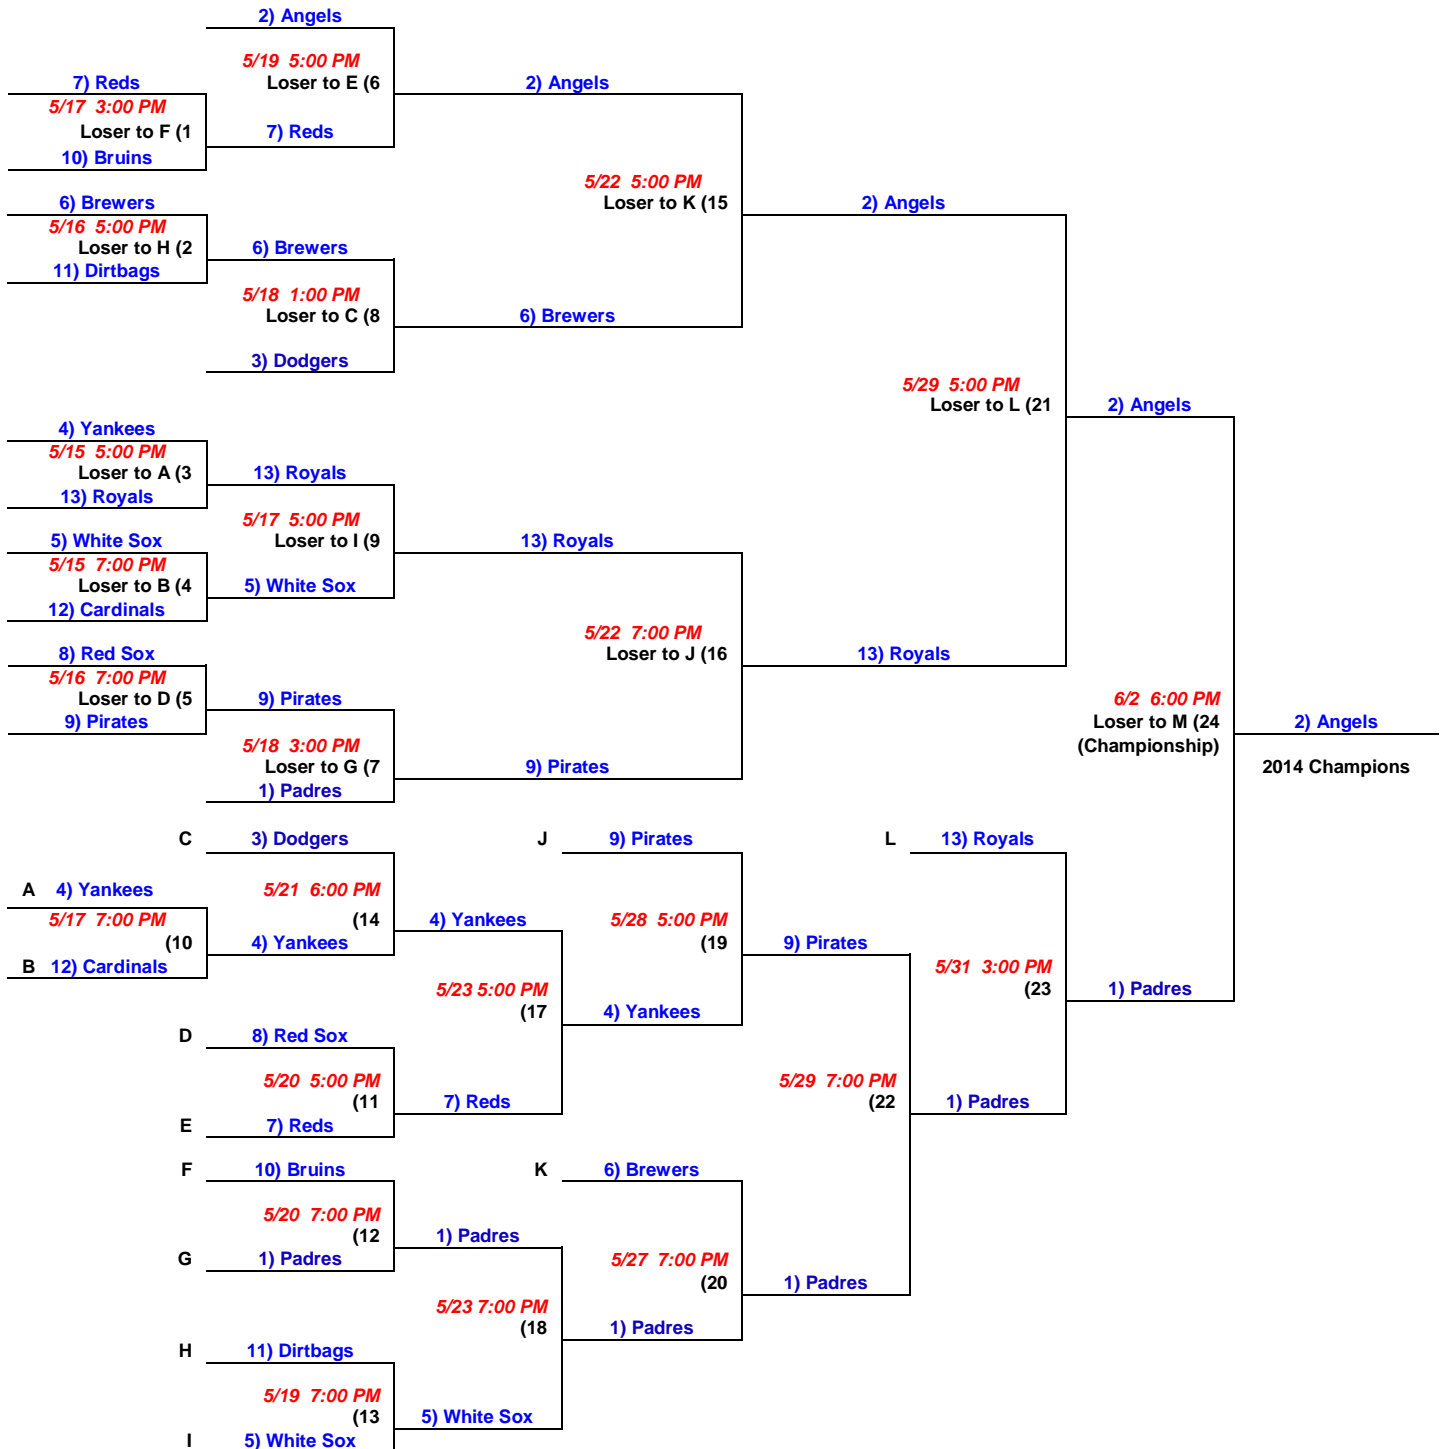 2) Angels
5/19 5:00 PM
Loser to E (6
7) Reds
2) Angels
5/17 3:00 PM
Loser to F (1
7) Reds
10) Bruins
5/22 5:00 PM
Loser to K (15
6) Brewers
2) Angels
5/16 5:00 PM
Loser to H (2
6) Brewers
11) Dirtbags
5/18 1:00 PM
Loser to C (8
6) Brewers
3) Dodgers
5/29 5:00 PM
Loser to L (21
2) Angels
4) Yankees
5/15 5:00 PM
Loser to A (3
13) Royals
13) Royals
5/17 5:00 PM
Loser to I (9
5) White Sox
13) Royals
5/15 7:00 PM
Loser to B (4
5) White Sox
12) Cardinals
5/22 7:00 PM
Loser to J (16
8) Red Sox
13) Royals
5/16 7:00 PM
Loser to D (5
9) Pirates
9) Pirates
6/2 6:00 PM
Loser to M (24
(Championship)
2) Angels
2014 Champions
5/18 3:00 PM
Loser to G (7
9) Pirates
1) Padres
C 3) Dodgers
J 9) Pirates
L 13) Royals
A 4) Yankees
5/21 6:00 PM
(14
5/17 7:00 PM
(10
4) Yankees
4) Yankees
B 12) Cardinals
5/28 5:00 PM
(19
9) Pirates
5/31 3:00 PM
(23
1) Padres
5/23 5:00 PM
(17
4) Yankees
D 8) Red Sox
5/20 5:00 PM
(11
7) Reds
E 7) Reds
5/29 7:00 PM
(22
1) Padres
F 10) Bruins
K 6) Brewers
5/20 7:00 PM
(12
1) Padres
G 1) Padres
5/27 7:00 PM
(20
1) Padres
5/23 7:00 PM
(18
1) Padres
H 11) Dirtbags
5/19 7:00 PM
(13
5) White Sox
I 5) White Sox